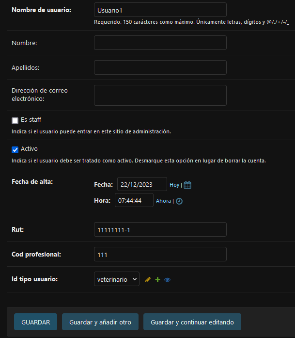 Nombre de usuario: Usuario1
Requerido. 150 carácteres como máximo. Únicamente letras, dígitos y @/./+/-/_
Nombre:
Apellidos:
Dirección de correo
electrónico:
Es staff
Indica si el usuario puede entrar en este sitio de administración.
Activo
Indica si el usuario debe ser tratado como activo. Desmarque esta opción en lugar de borrar la cuenta.
Fecha de alta: Fecha: 22/12/2023 Hoy |
Hora: 07:44:44 Ahora |
Rut: 11111111-1
Cod profesional: 111
Id tipo usuario: veterinario
GUARDAR Guardar y añadir otro Guardar y continuar editando